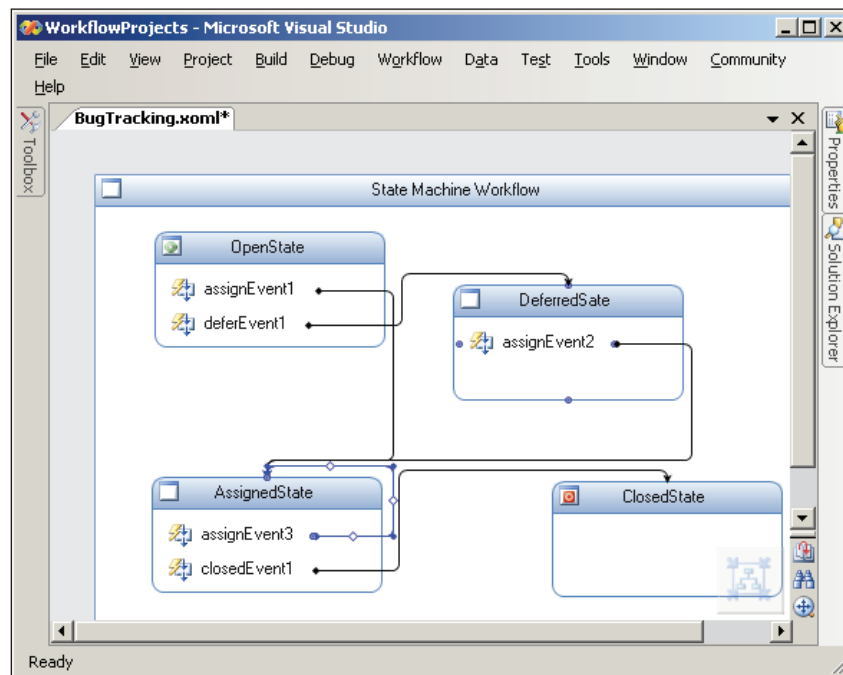 WorkflowProjects - Microsoft Visual Studio
File Edit View Project Build Debug Workflow Data Test Tools Window Community
Help
BugTracking.xoml*
Toolbox
Properties
Solution Explorer
State Machine Workflow
OpenState
assignEvent1
deferEvent1
DeferredSate
assignEvent2
AssignedState
assignEvent3
closedEvent1
ClosedState
Ready